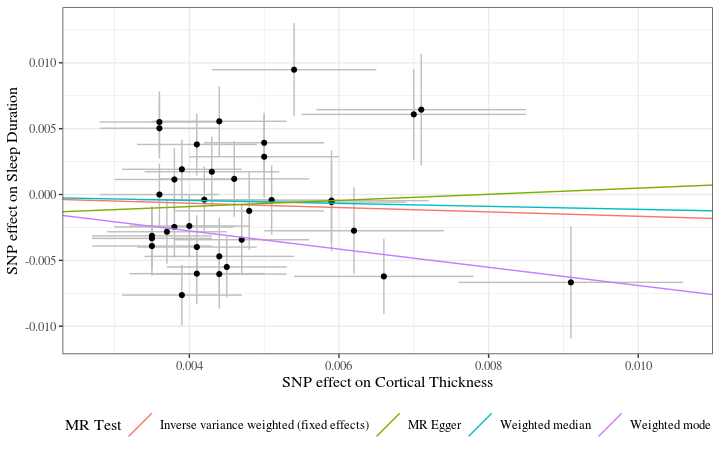 0.010
0.005
0.000
-0.005
-0.010
SNP effect on Sleep Duration
0.004 0.006 0.008 0.010
SNP effect on Cortical Thickness
MR Test Inverse variance weighted (fixed effects) MR Egger Weighted median Weighted mode